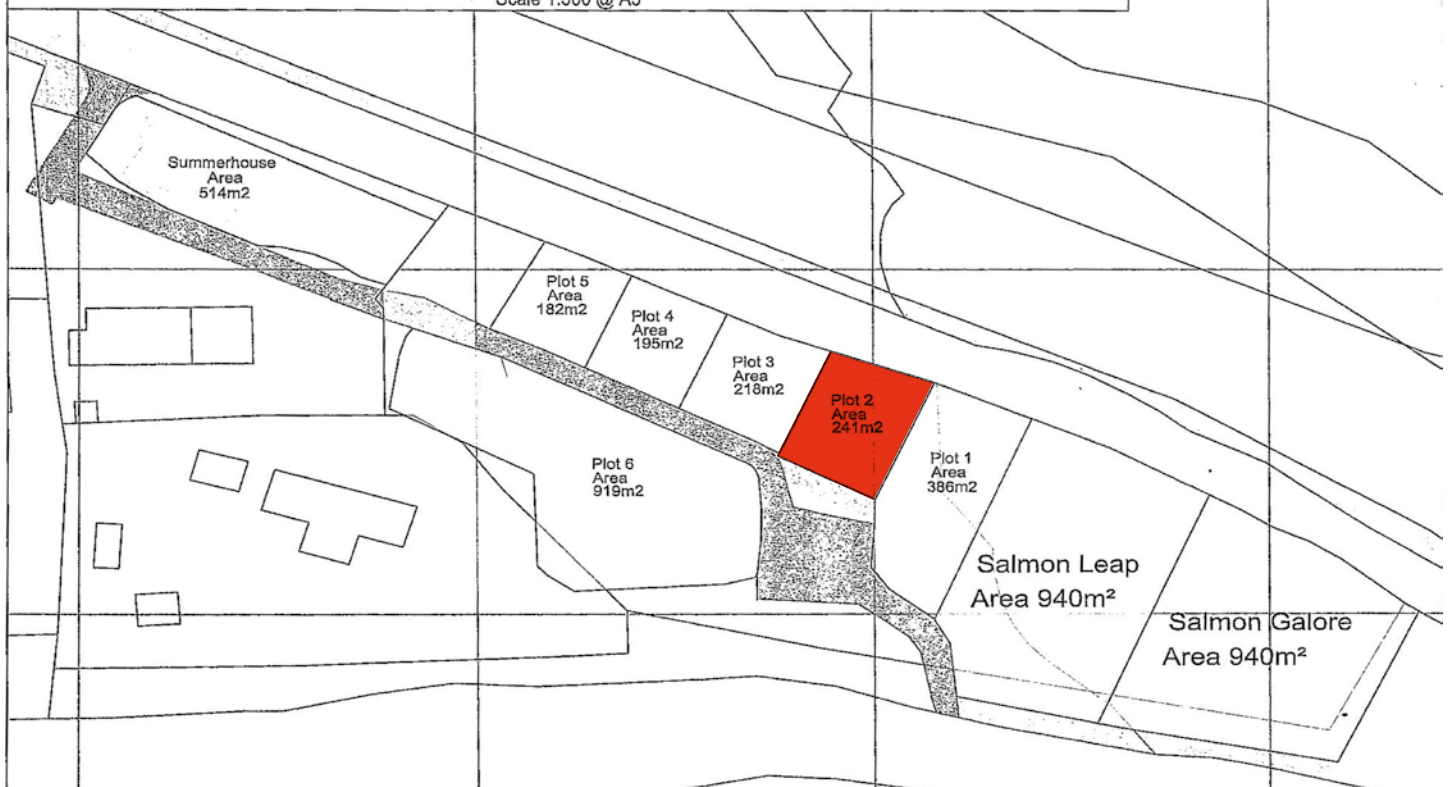 Summerhouse
Area
514m2
Plot 5
Area
182m2
Plot 4
Area
195m2
Plot 3
Area
218m2
Plot 2
Area
241m2
Plot 1
Area
386m2
Plot 6
Area
919m2
Salmon Leap
Area 940m²
Salmon Galore
Area 940m²